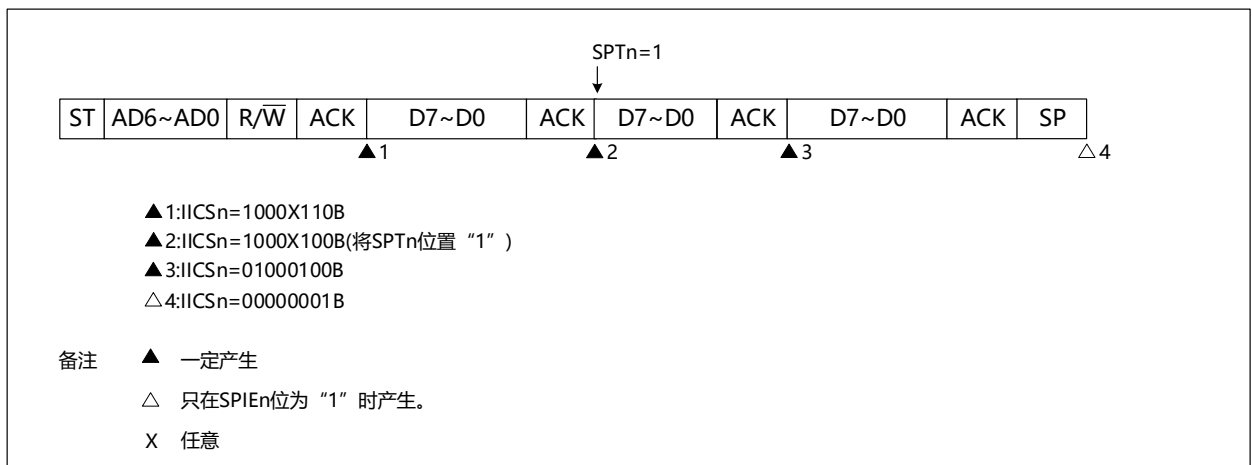 SPTn=1
ST AD6~AD0 R/W̅ ACK D7~D0 ACK D7~D0 ACK D7~D0 ACK SP
▲1 ▲2 ▲3 △4
▲1:IICSn=1000X110B
▲2:IICSn=1000X100B(将SPTn位置“1”)
▲3:IICSn=01000100B
△4:IICSn=00000001B
备注 ▲ 一定产生
△ 只在SPIEn位为“1”时产生。
X 任意